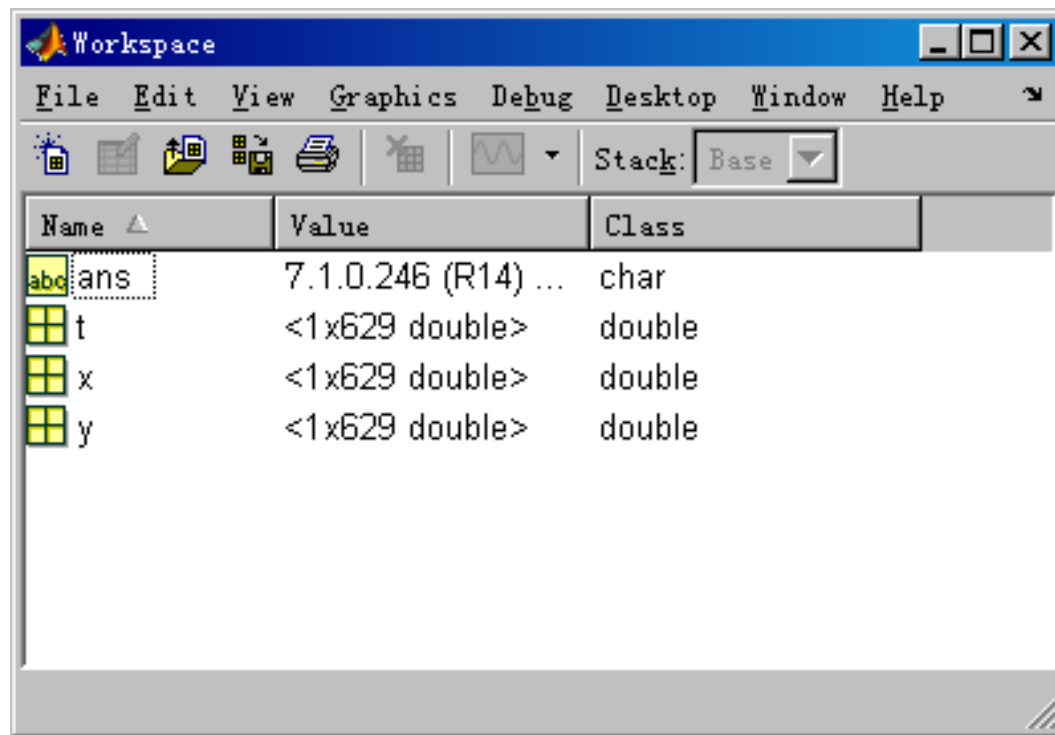 Workspace
File Edit View Graphics Debug Desktop Window Help
Stack: Base
Name Value Class
abc ans 7.1.0.246 (R14) ... char
t <1x629 double> double
x <1x629 double> double
y <1x629 double> double